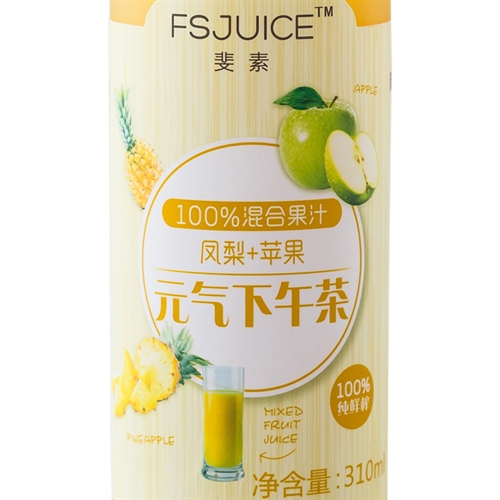 FSJUICE™
斐素
APPLE
100%混合果汁
凤梨+苹果
元气下午茶
100%
纯鲜榨
PINEAPPLE
MIXED
FRUIT
JUICE
净含量:310ml